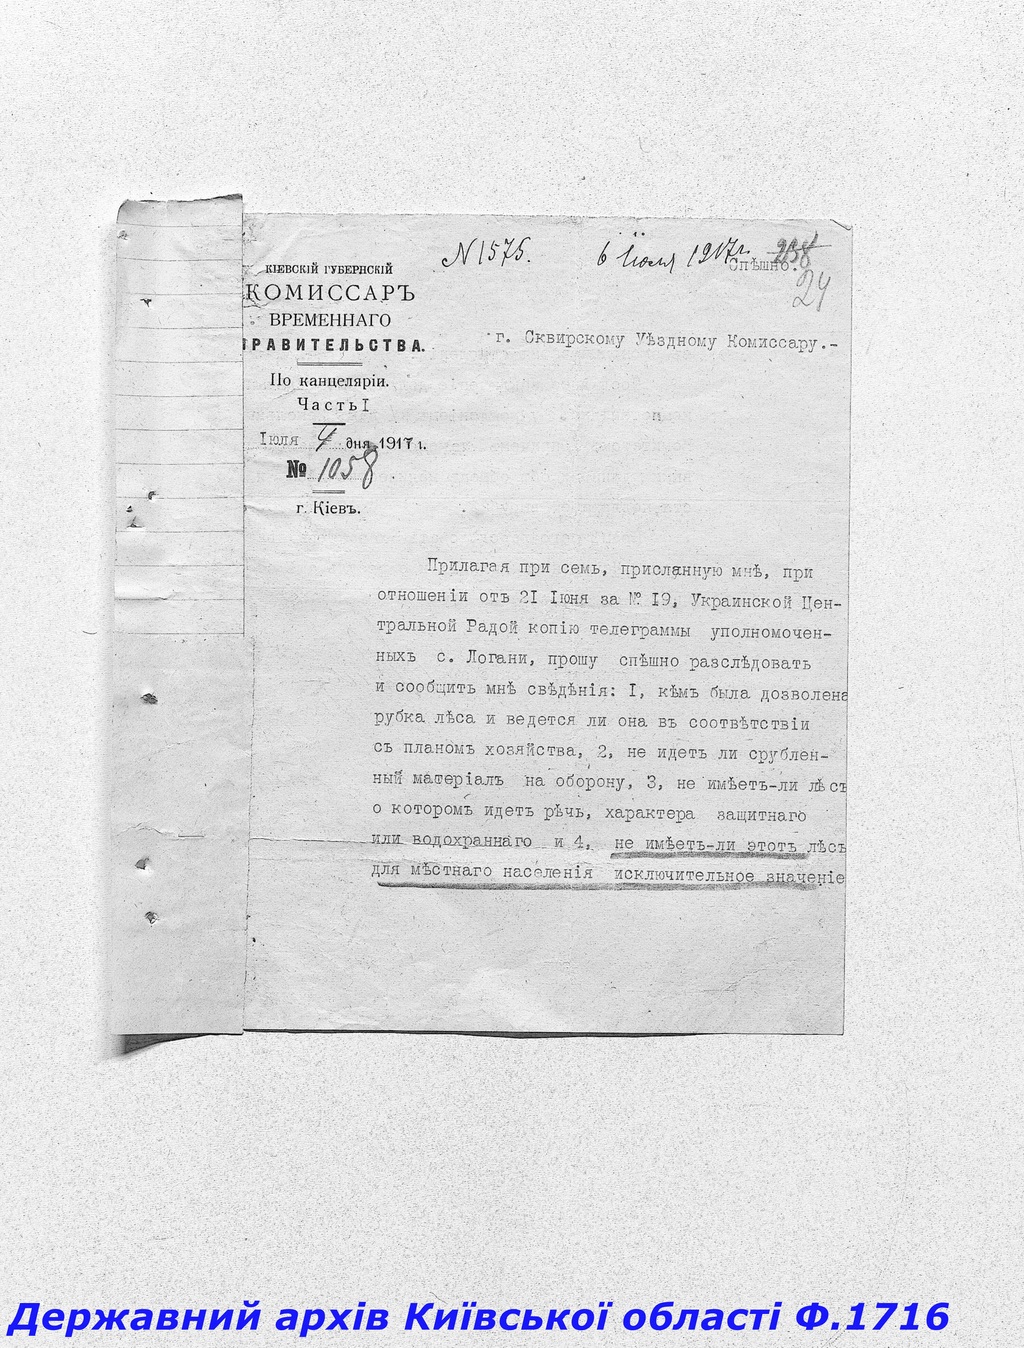 N 1575.
6 Іюля 1917г.
238
Спѣшно.
24
КІЕВСКІЙ ГУБЕРНСКІЙ
КОМИССАРЪ
ВРЕМЕННАГО
ПРАВИТЕЛЬСТВА.
По канцеляріи.
Часть I
Іюля 4 дня 1917 г.
№ 1058.
г. Кіевъ.
г. Сквирскому Уѣздному Комиссару.-
Прилагая при семь, присланную мнѣ, при
отношеніи отъ 2I Іюня за № I9, Украинской Цен-
тральной Радой копію телеграммы уполномочен-
ныхъ с. Логани, прошу спѣшно разслѣдовать
и сообщить мнѣ свѣдѣнія: I, кѣмъ была дозволена
рубка лѣса и ведется ли она въ соотвѣтствіи
съ планомъ хозяйства, 2, не идетъ ли срублен-
ный матеріалъ на оборону, 3, не имѣетъ-ли лѣсъ
о которомъ идетъ рѣчь, характера защитнаго
или водохраннаго и 4, не имѣетъ-ли этотъ лѣсъ
для мѣстнаго населенія исключительное значеніе
Державний архів Київської області Ф.1716